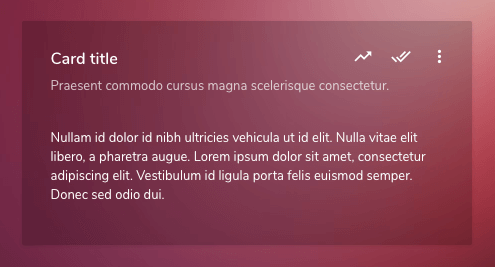 Card title
Praesent commodo cursus magna scelerisque consectetur.
Nullam id dolor id nibh ultricies vehicula ut id elit. Nulla vitae elit
libero, a pharetra augue. Lorem ipsum dolor sit amet, consectetur
adipiscing elit. Vestibulum id ligula porta felis euismod semper.
Donec sed odio dui.